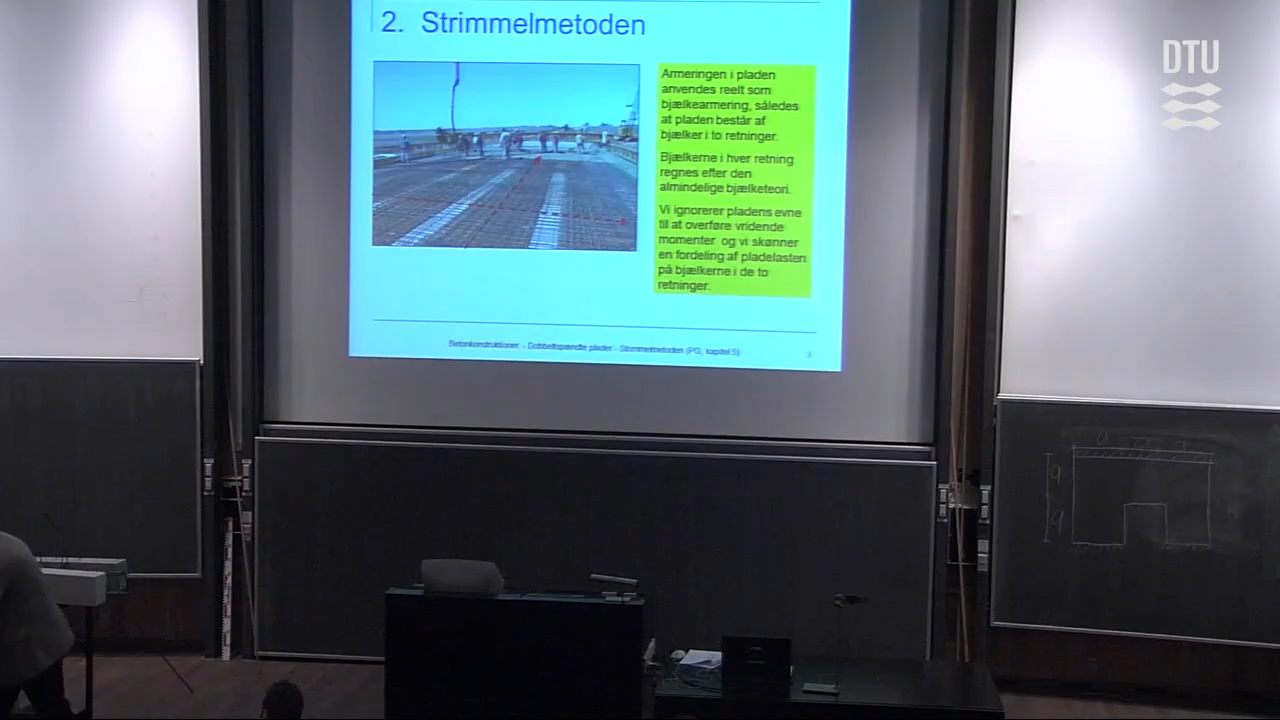 2. Strimmelmetoden
DTU
Armeringen i pladen
anvendes reelt som
bjælkearmering, således
at pladen består af
bjælker i to retninger.
Bjælkerne i hver retning
regnes efter den
almindelige bjælketeori.
Vi ignorerer pladens evne
til at overføre vridende
momenter og vi skønner
en fordeling af pladelasten
på bjælkerne i de to
retninger.
Betonkonstruktioner - Dobbeltspændte plader - Strimmelmetoden (PG, kapitel 5)
3